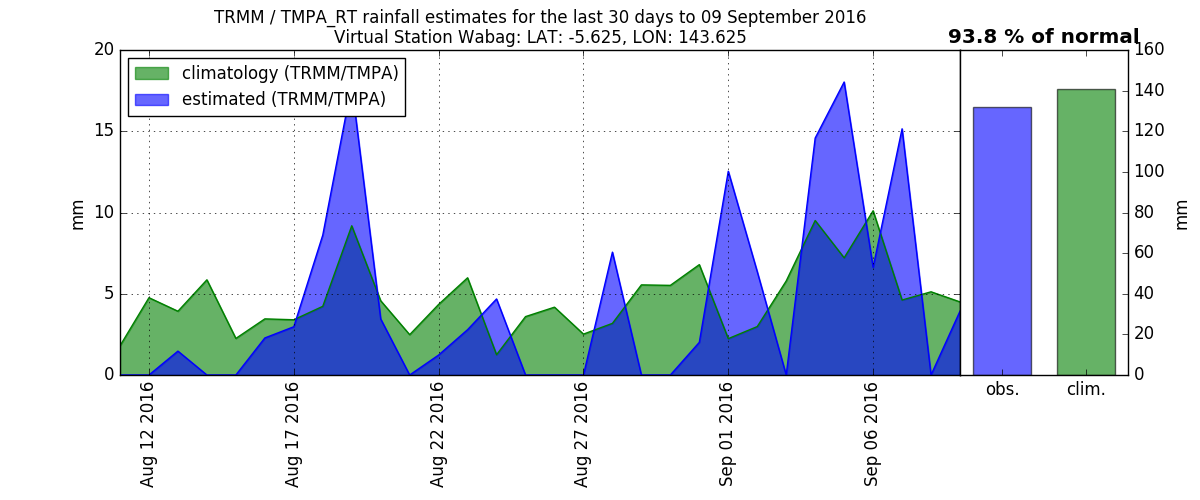 TRMM / TMPA_RT rainfall estimates for the last 30 days to 09 September 2016
Virtual Station Wabag: LAT: -5.625, LON: 143.625
93.8 % of normal
climatology (TRMM/TMPA)
estimated (TRMM/TMPA)
20
15
10
5
0
mm
160
140
120
100
80
60
40
20
0
mm
Aug 12 2016
Aug 17 2016
Aug 22 2016
Aug 27 2016
Sep 01 2016
Sep 06 2016
obs.
clim.